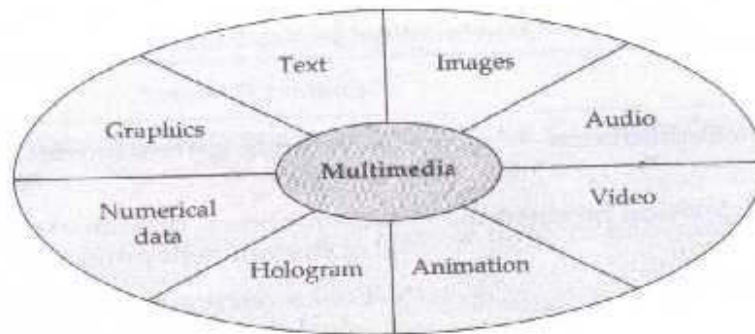 Text
Images
Graphics
Audio
Multimedia
Numerical
data
Video
Hologram
Animation